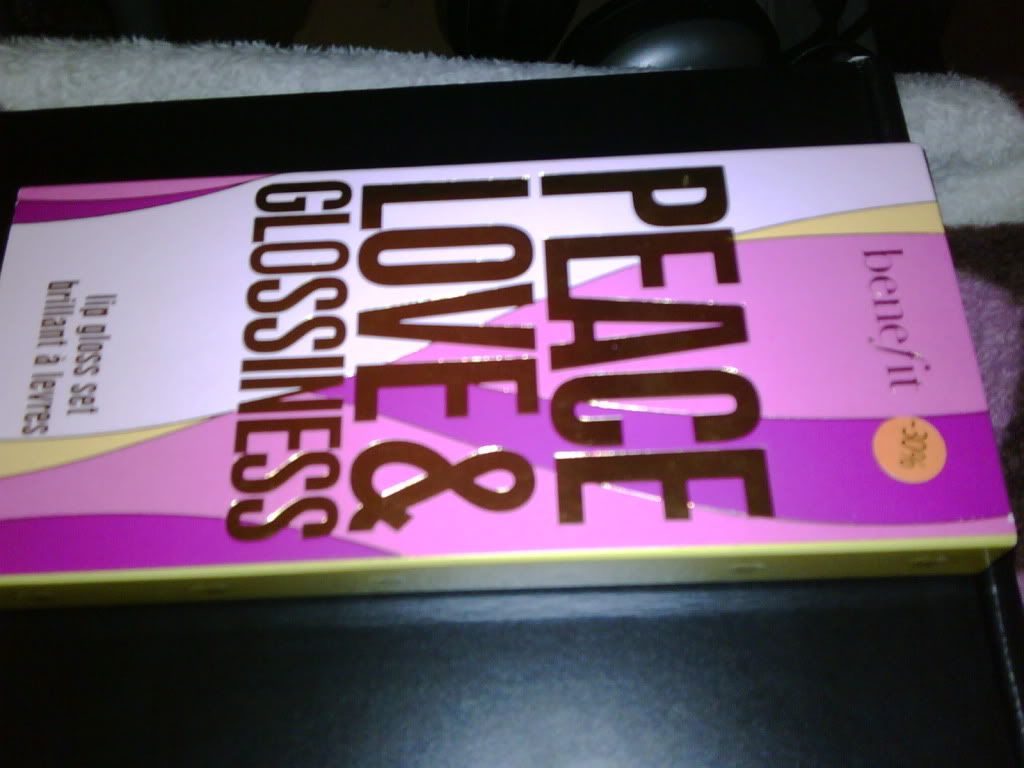 benefit
-30%
PEACE
LOVE &
GLOSSINESS
lip gloss set
brillant à levres